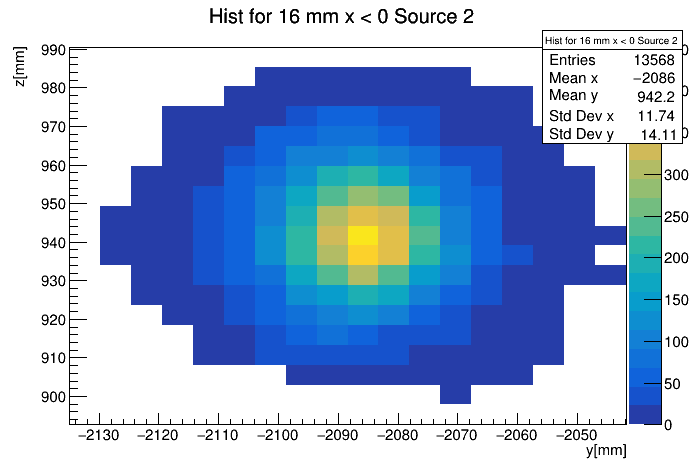 Hist for 16 mm x < 0 Source 2
z[mm]
990
980
970
960
950
940
930
920
910
900
Hist for 16 mm x < 0 Source 2
Entries 13568
Mean x −2086
Mean y 942.2
Std Dev x 11.74
Std Dev y 14.11
300
250
200
150
100
50
0
−2130 −2120 −2110 −2100 −2090 −2080 −2070 −2060 −2050
y[mm]